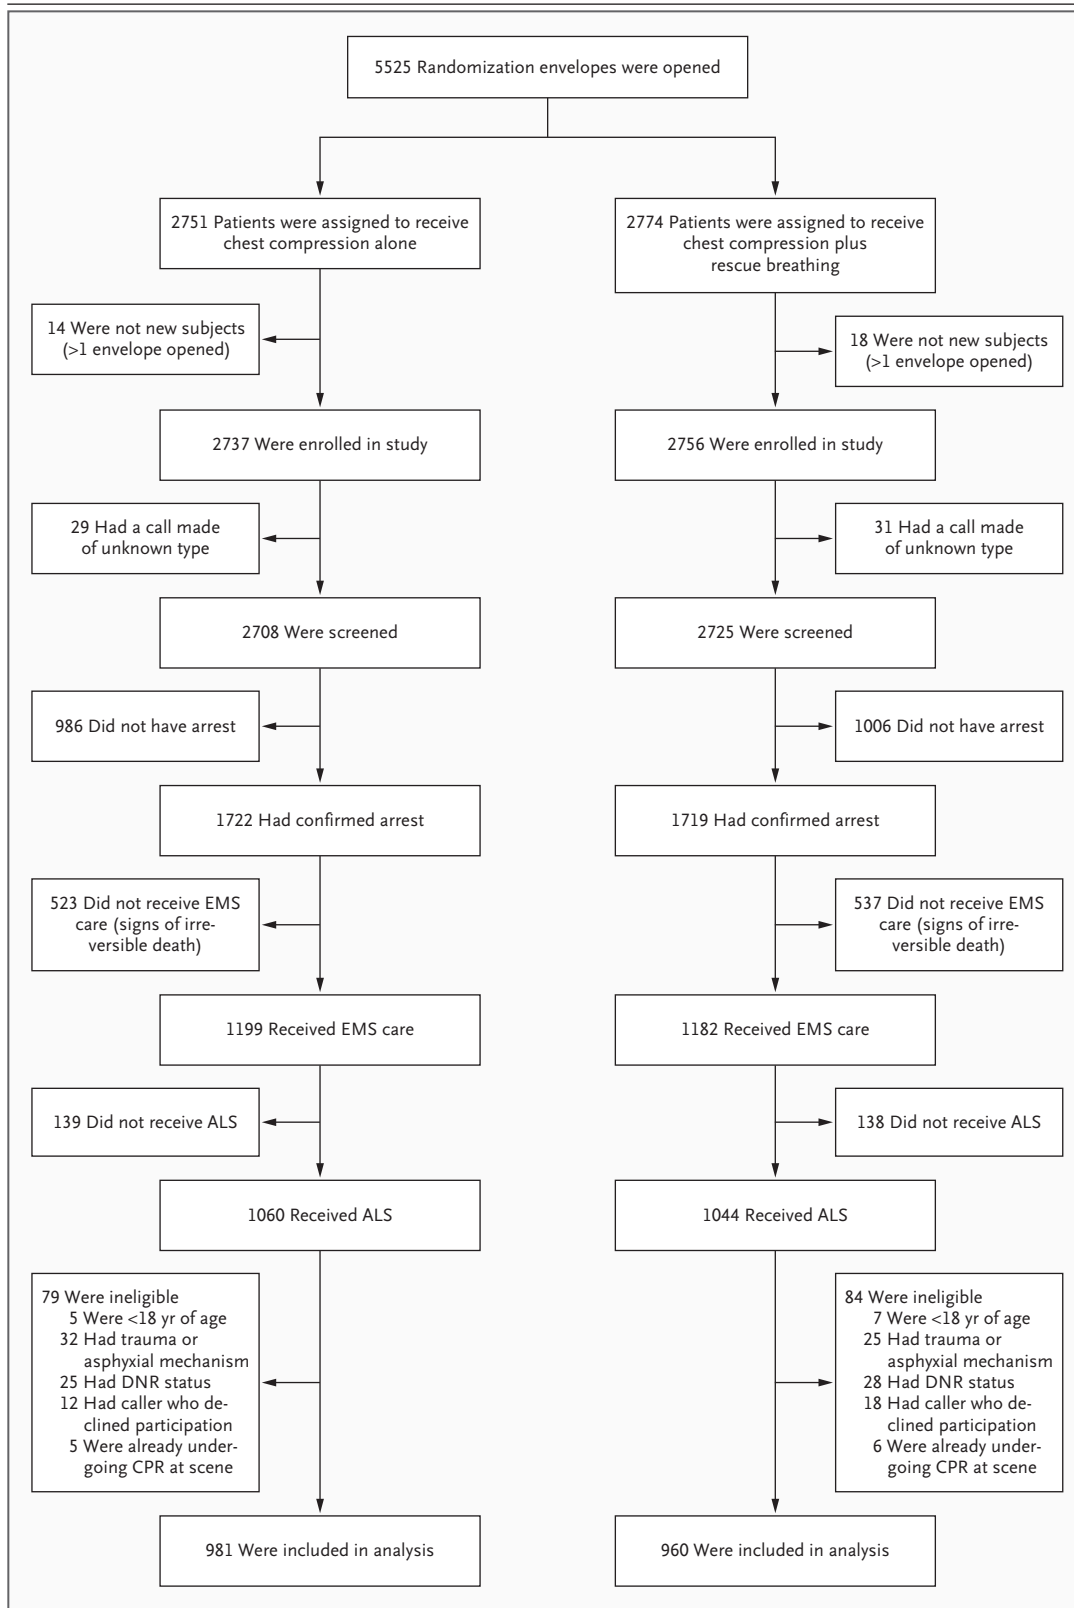 5525 Randomization envelopes were opened
2751 Patients were assigned to receive
chest compression alone
2774 Patients were assigned to receive
chest compression plus
rescue breathing
14 Were not new subjects
(>1 envelope opened)
18 Were not new subjects
(>1 envelope opened)
2737 Were enrolled in study
2756 Were enrolled in study
29 Had a call made
of unknown type
31 Had a call made
of unknown type
2708 Were screened
2725 Were screened
986 Did not have arrest
1006 Did not have arrest
1722 Had confirmed arrest
1719 Had confirmed arrest
523 Did not receive EMS
care (signs of irre-
versible death)
537 Did not receive EMS
care (signs of irre-
versible death)
1199 Received EMS care
1182 Received EMS care
139 Did not receive ALS
138 Did not receive ALS
1060 Received ALS
1044 Received ALS
79 Were ineligible
5 Were <18 yr of age
32 Had trauma or
asphyxial mechanism
25 Had DNR status
12 Had caller who de-
clined participation
5 Were already under-
going CPR at scene
84 Were ineligible
7 Were <18 yr of age
25 Had trauma or
asphyxial mechanism
28 Had DNR status
18 Had caller who de-
clined participation
6 Were already under-
going CPR at scene
981 Were included in analysis
960 Were included in analysis